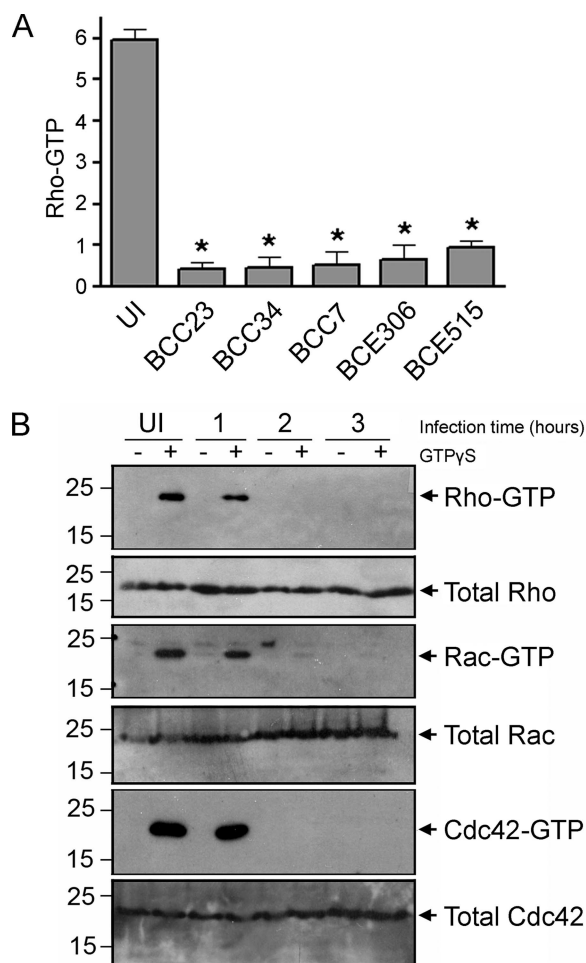 A
Rho-GTP
6
5
4
3
2
1
0
UI
BCC23
BCC34
BCC7
BCE306
BCE515
* * * * *
B
UI 1 2 3 Infection time (hours)
- + - + - + - + GTPγS
25
15
Rho-GTP
25
15
Total Rho
25
15
Rac-GTP
25
15
Total Rac
25
15
Cdc42-GTP
25
15
Total Cdc42